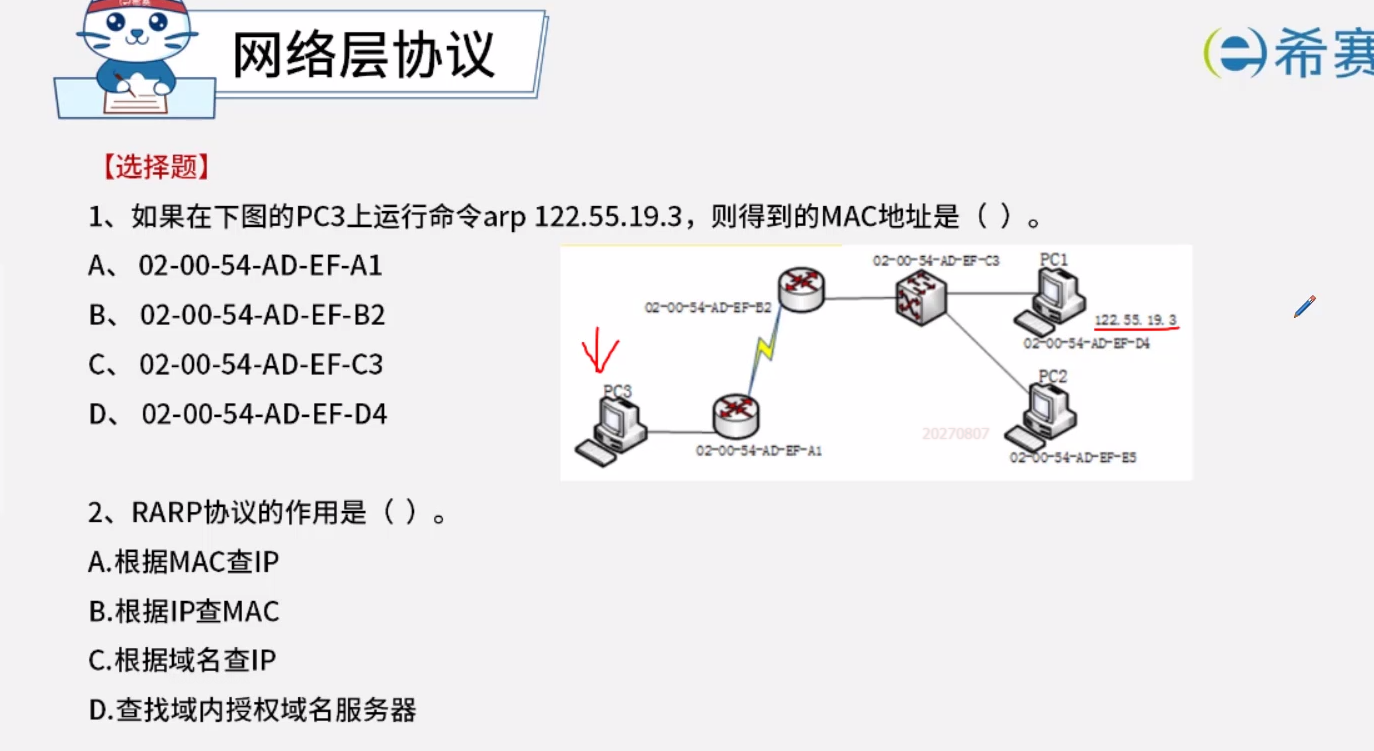 网络层协议
希赛
【选择题】
1、如果在下图的PC3上运行命令arp 122.55.19.3，则得到的MAC地址是（ ）。
A、 02-00-54-AD-EF-A1
B、 02-00-54-AD-EF-B2
C、 02-00-54-AD-EF-C3
D、 02-00-54-AD-EF-D4
02-00-54-AD-EF-C3
PC1
02-00-54-AD-EF-B2
122.55.19.3
02-00-54-AD-EF-D4
PC3
PC2
20270807
02-00-54-AD-EF-A1
02-00-54-AD-EF-E5
2、RARP协议的作用是（ ）。
A.根据MAC查IP
B.根据IP查MAC
C.根据域名查IP
D.查找域内授权域名服务器